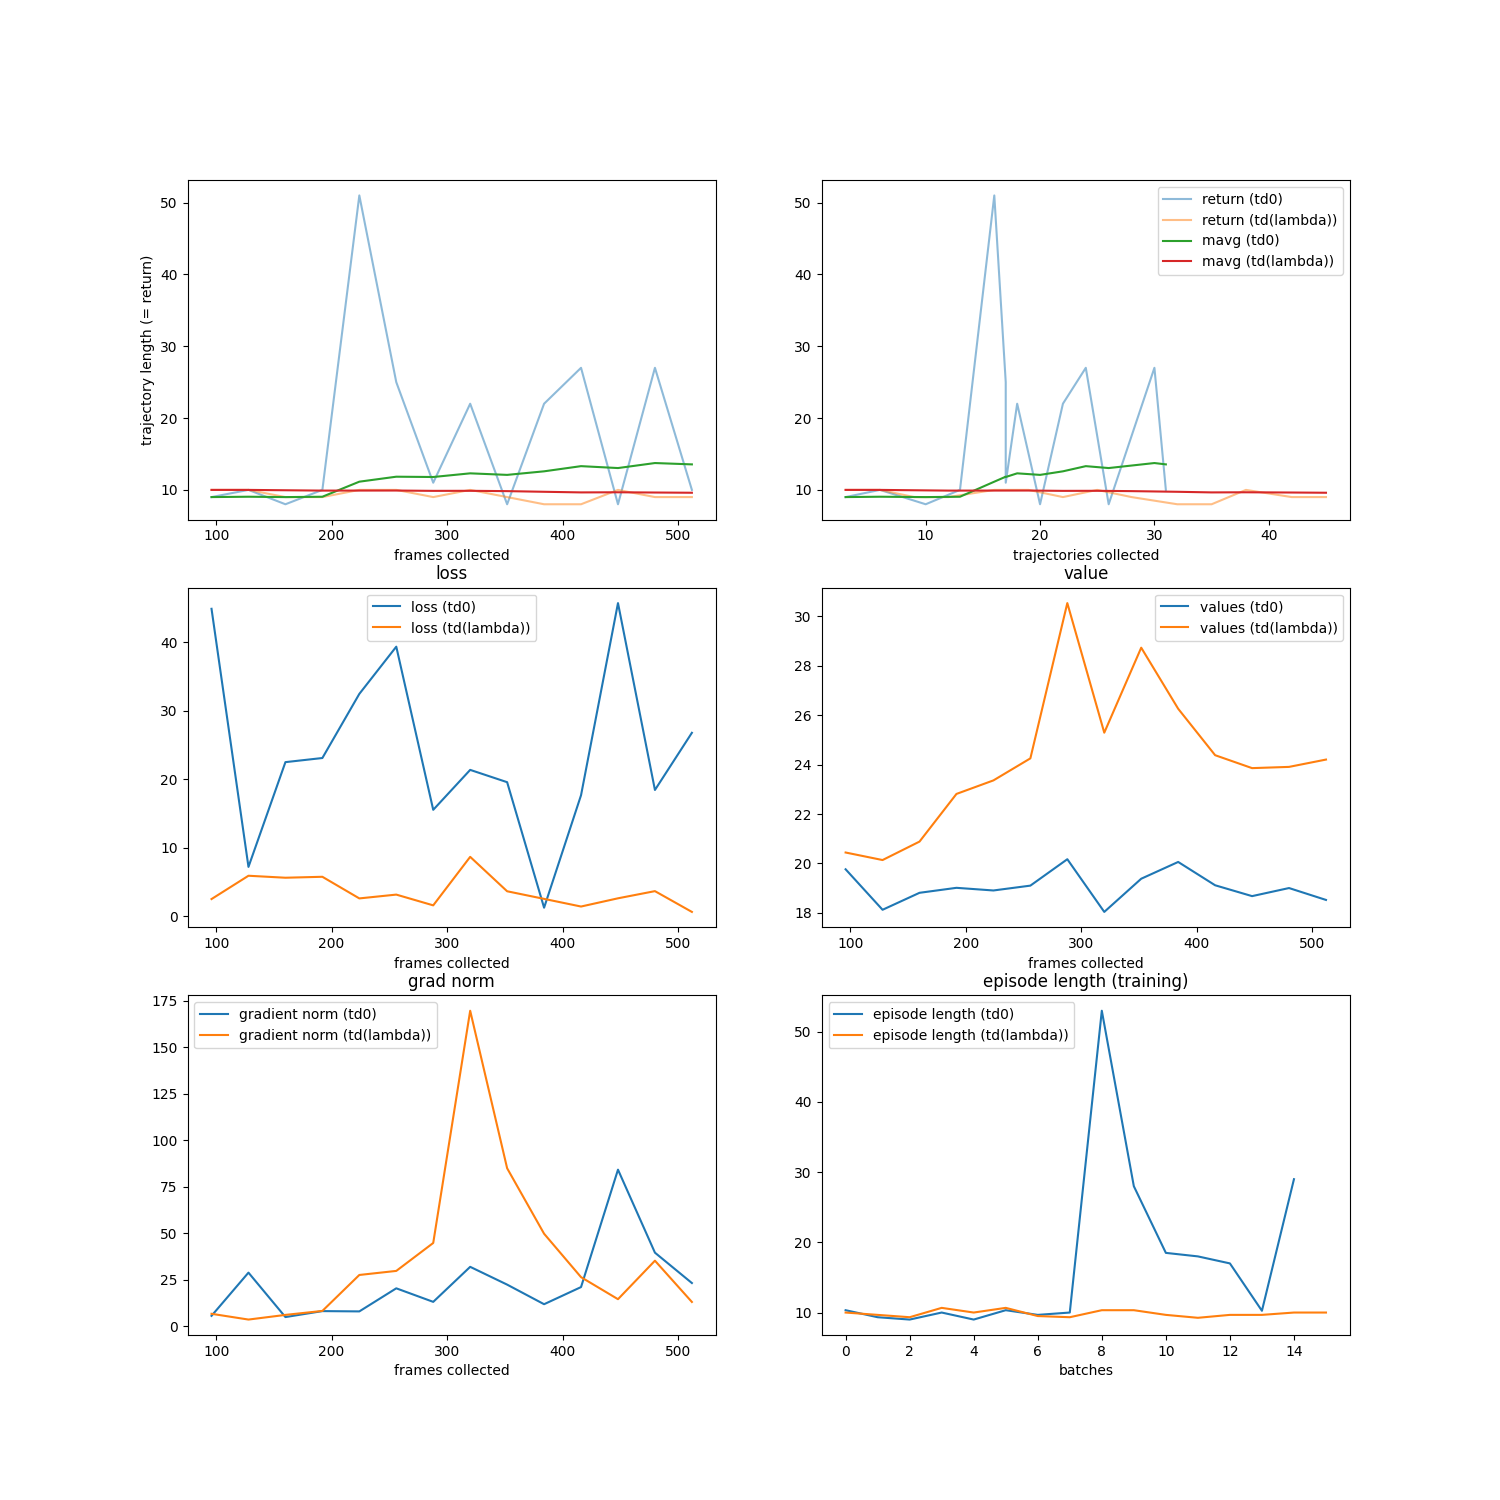 50
40
30
20
10
trajectory length (= return)
100 200 300 400 500
frames collected
50
40
30
20
10
return (td0)
return (td(lambda))
mavg (td0)
mavg (td(lambda))
10 20 30 40
trajectories collected
loss
loss (td0)
loss (td(lambda))
40
30
20
10
0
100 200 300 400 500
frames collected
value
values (td0)
values (td(lambda))
30
28
26
24
22
20
18
100 200 300 400 500
frames collected
grad norm
gradient norm (td0)
gradient norm (td(lambda))
175
150
125
100
75
50
25
0
100 200 300 400 500
frames collected
episode length (training)
episode length (td0)
episode length (td(lambda))
50
40
30
20
10
0 2 4 6 8 10 12 14
batches